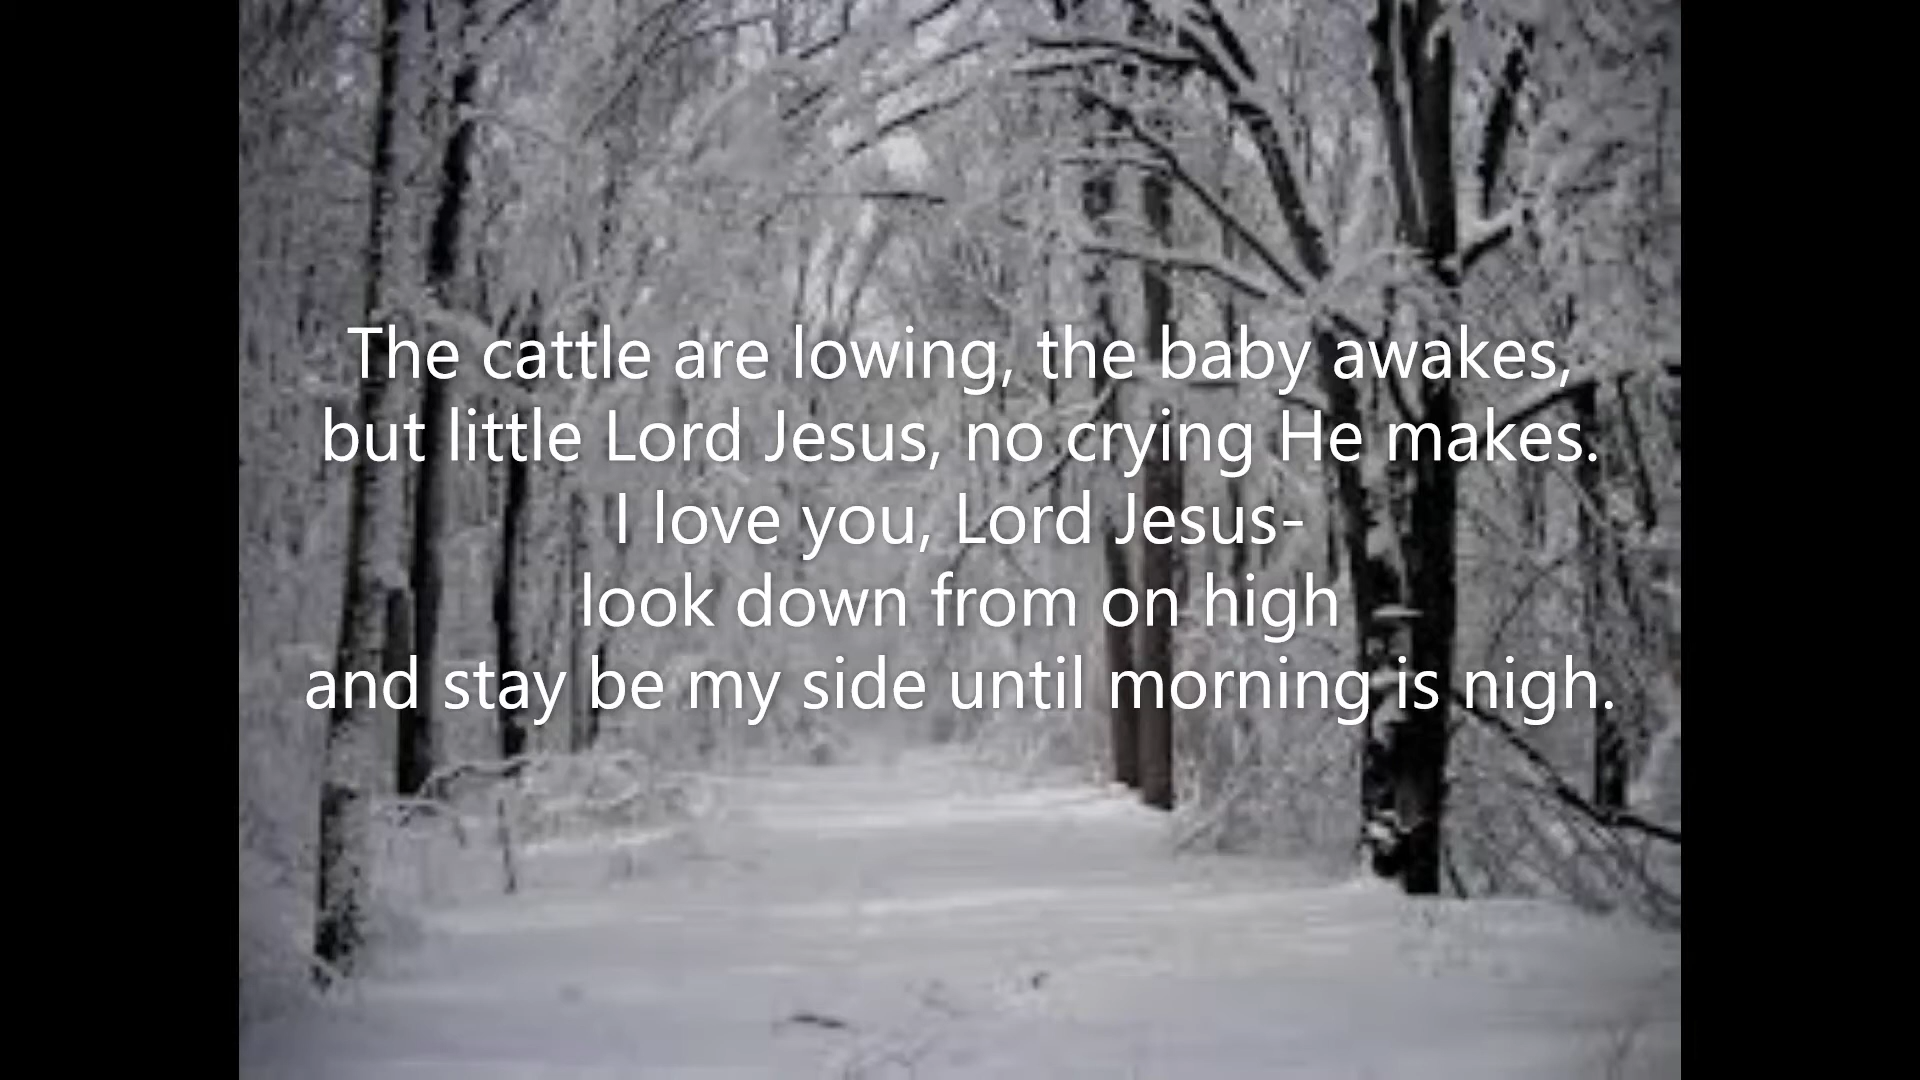 The cattle are lowing, the baby awakes,
but little Lord Jesus, no crying He makes.
I love you, Lord Jesus-
look down from on high
and stay be my side until morning is nigh.